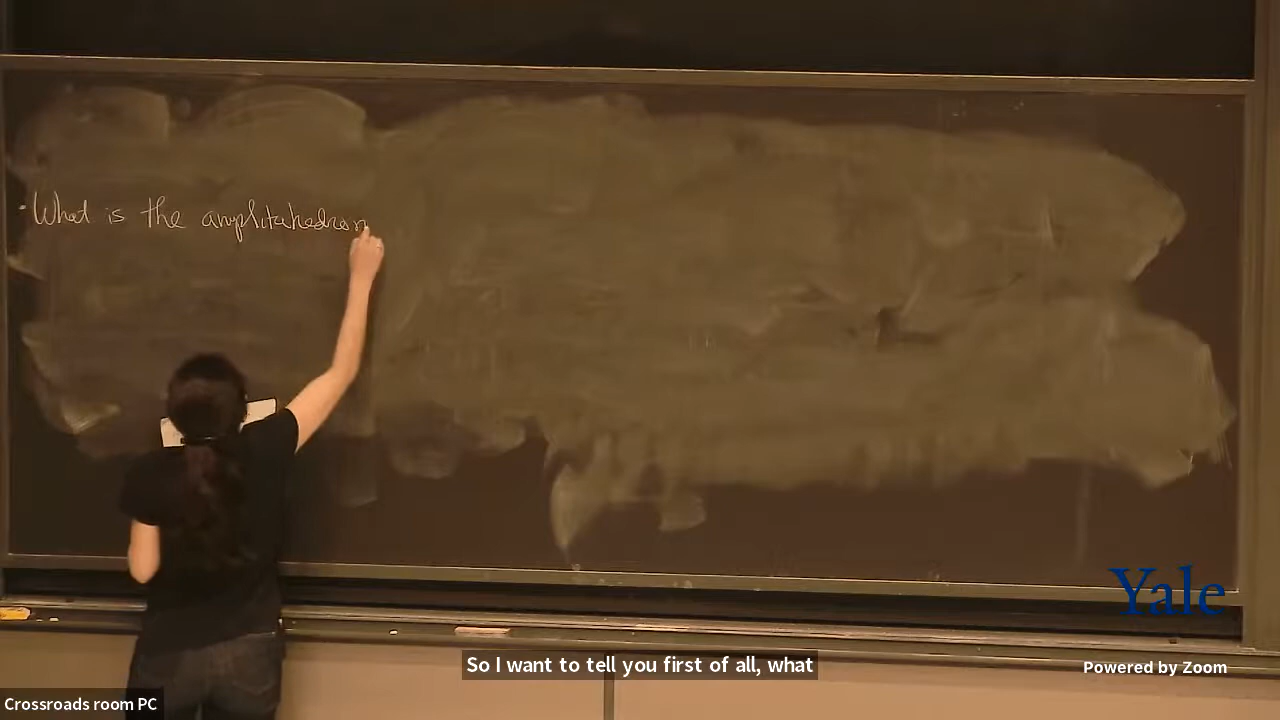 · What is the amplitahedron
Yale
So I want to tell you first of all, what
Powered by Zoom
Crossroads room PC